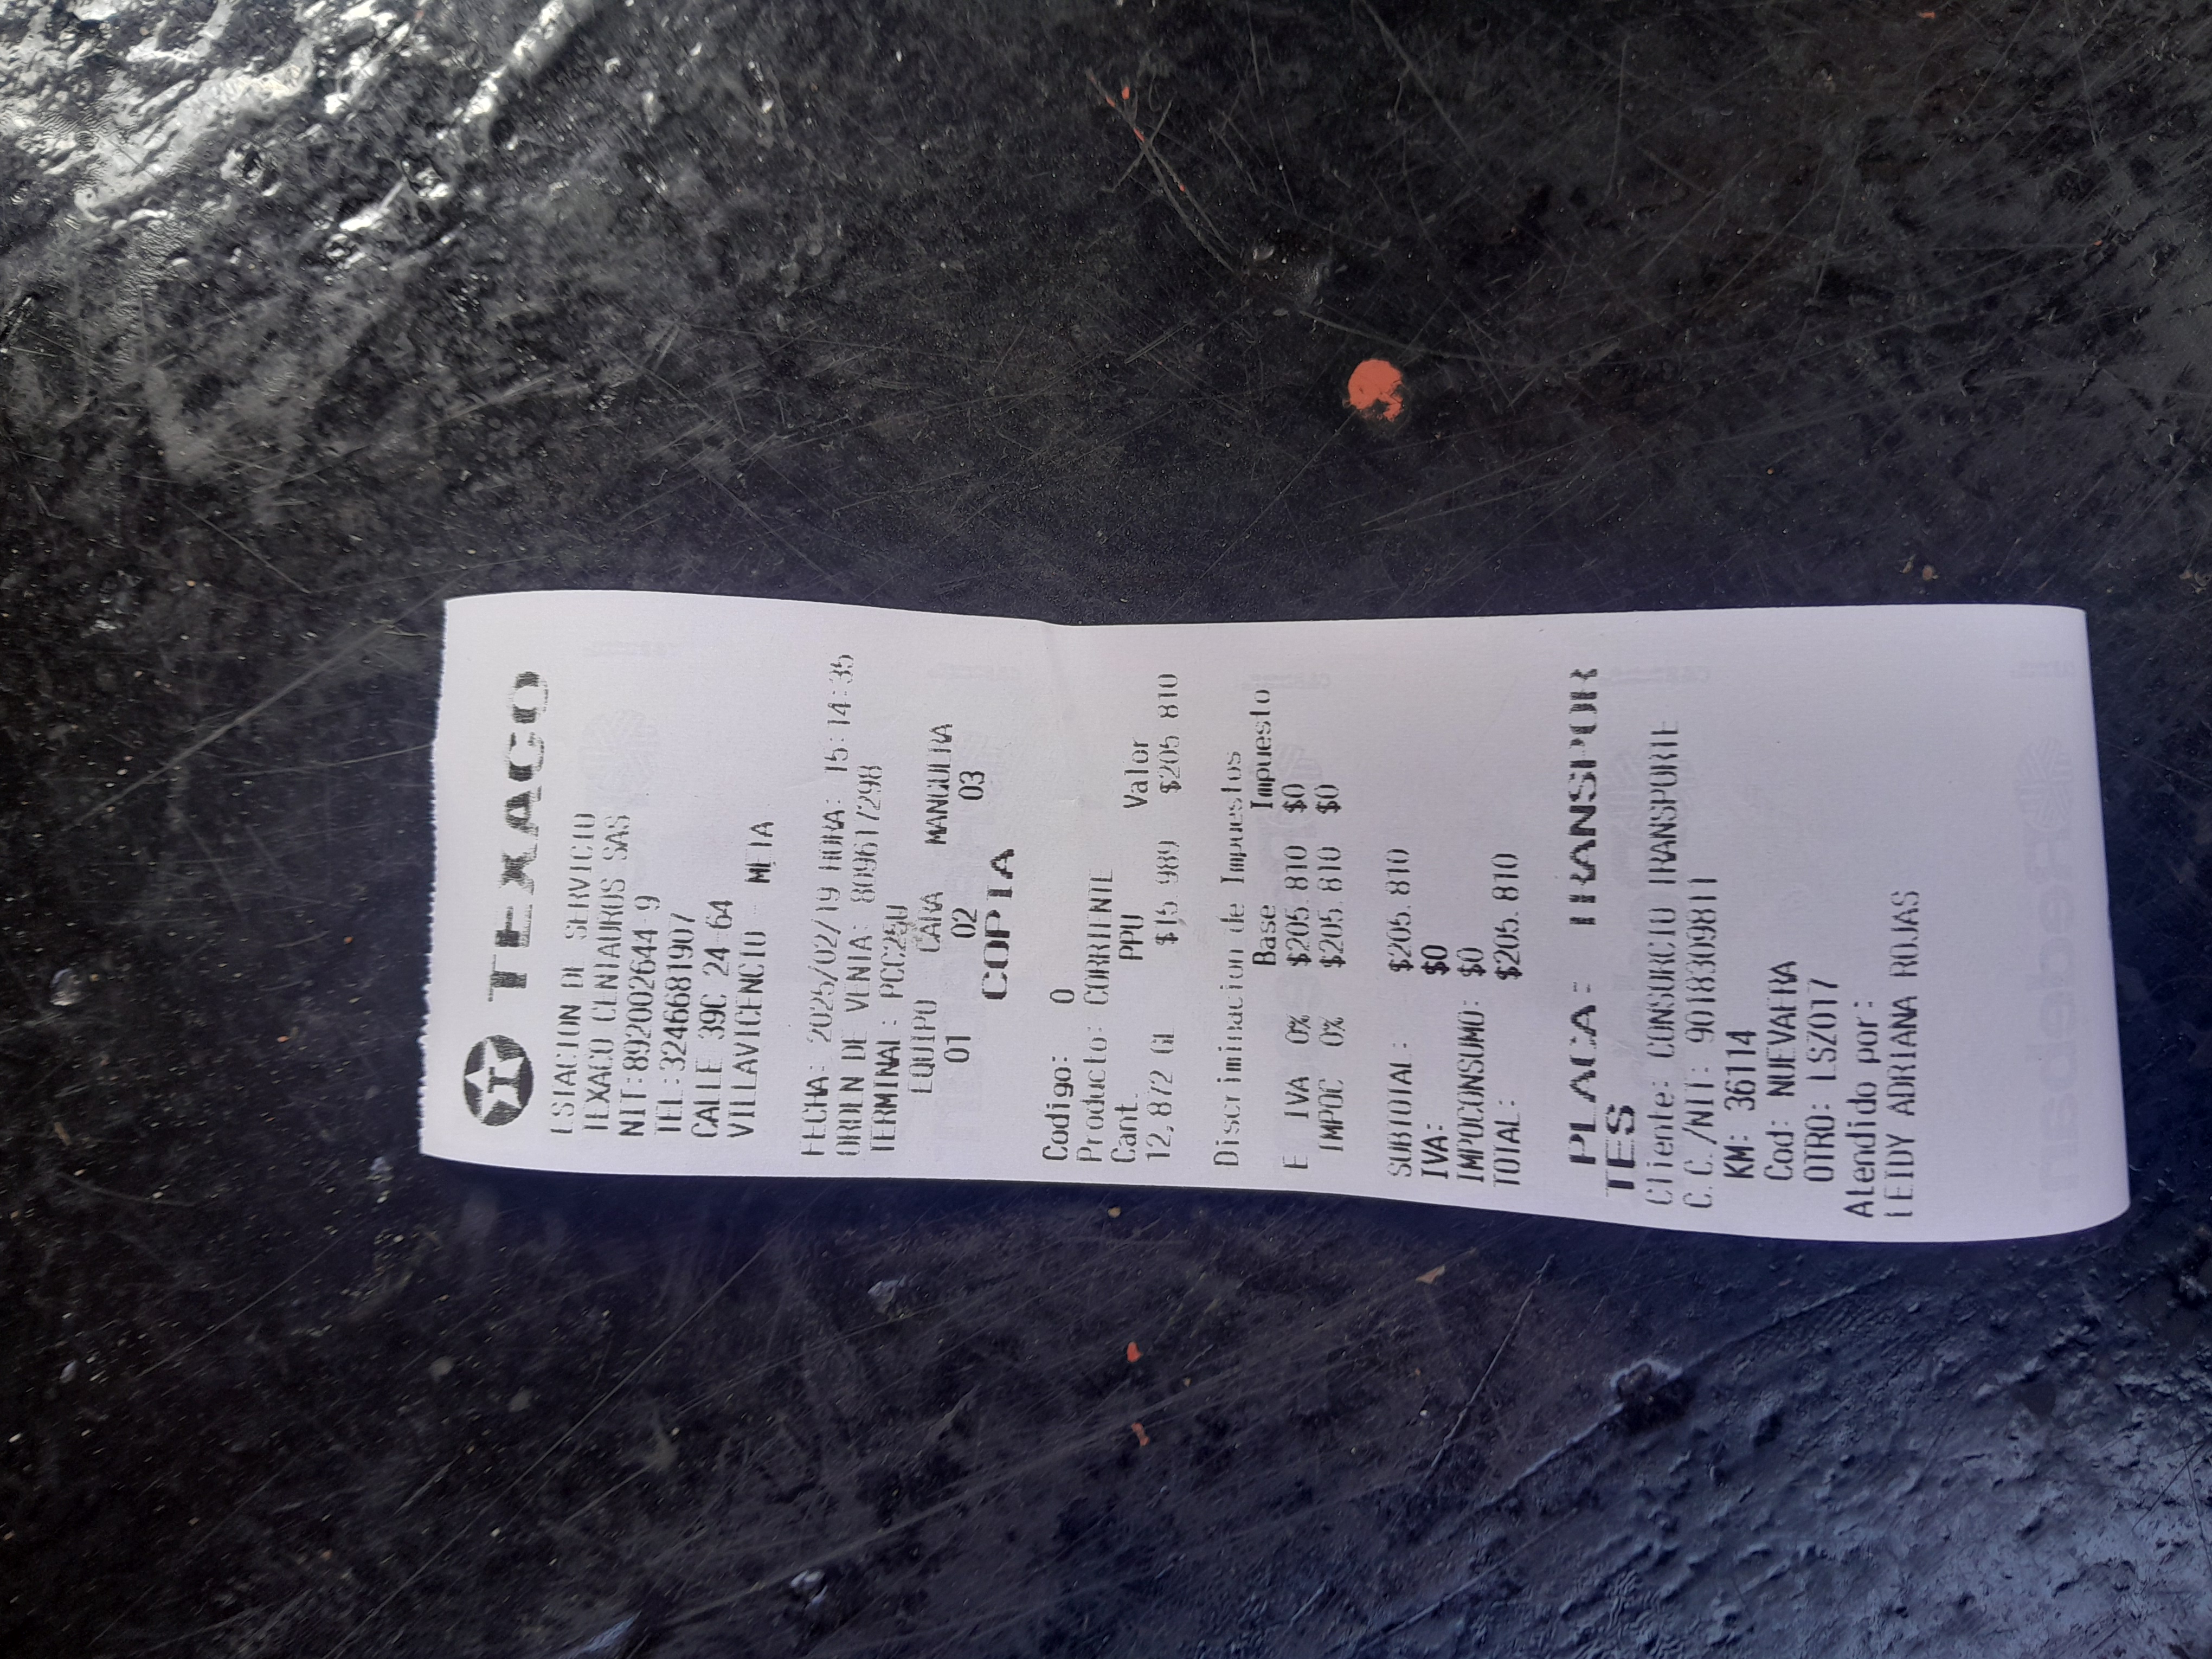 TEXACO
ESTACION DE SERVICIO
TEXACO CENTAUROS SAS
NIT:892002644-9
TEL:3246681907
CALLE 39C 24-64
VILLAVICENCIO - META
FECHA: 2025/02/19 HORA: 15:14:35
ORDEN DE VENTA: 8096177298
TERMINAL: PCC25U
EQUIPO CARA MANGUERA
01 02 03
COPIA
Codigo: 0
Producto: CORRIENTE
Cant. PPU Valor
12,872 GL $15.989 $205.810
Discriminacion de Impuestos
Base Impuesto
E IVA 0% $205.810 $0
IMPOC 0% $205.810 $0
SUBTOTAL: $205.810
IVA: $0
IMPOCONSUMO: $0
TOTAL: $205.810
PLACA: TRANSPOR
TES
Cliente: CONSORCIO TRANSPORTE
C.C./NIT: 9018309811
KM: 36114
Cod: NUEVAERA
OTRO: LSZ017
Atendido por:
LEIDY ADRIANA ROJAS